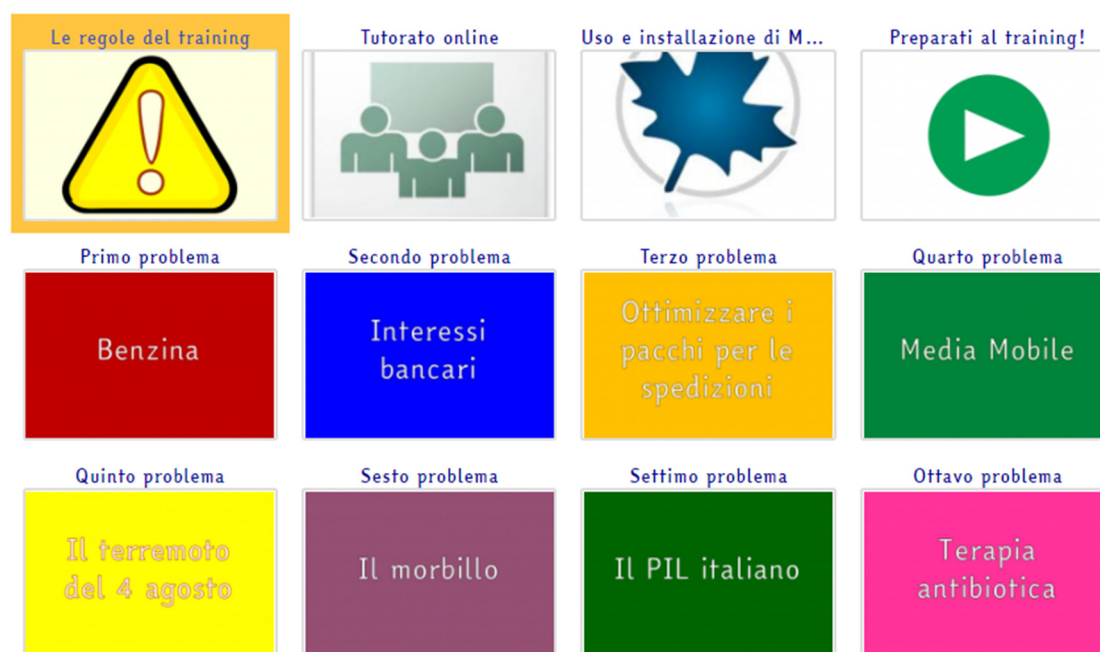 Le regole del training
Tutorato online
Uso e installazione di M...
Preparati al training!
Primo problema
Secondo problema
Terzo problema
Quarto problema
Benzina
Interessi
bancari
Ottimizzare i
pacchi per le
spedizioni
Media Mobile
Quinto problema
Sesto problema
Settimo problema
Ottavo problema
Il terremoto
del 4 agosto
Il morbillo
Il PIL italiano
Terapia
antibiotica